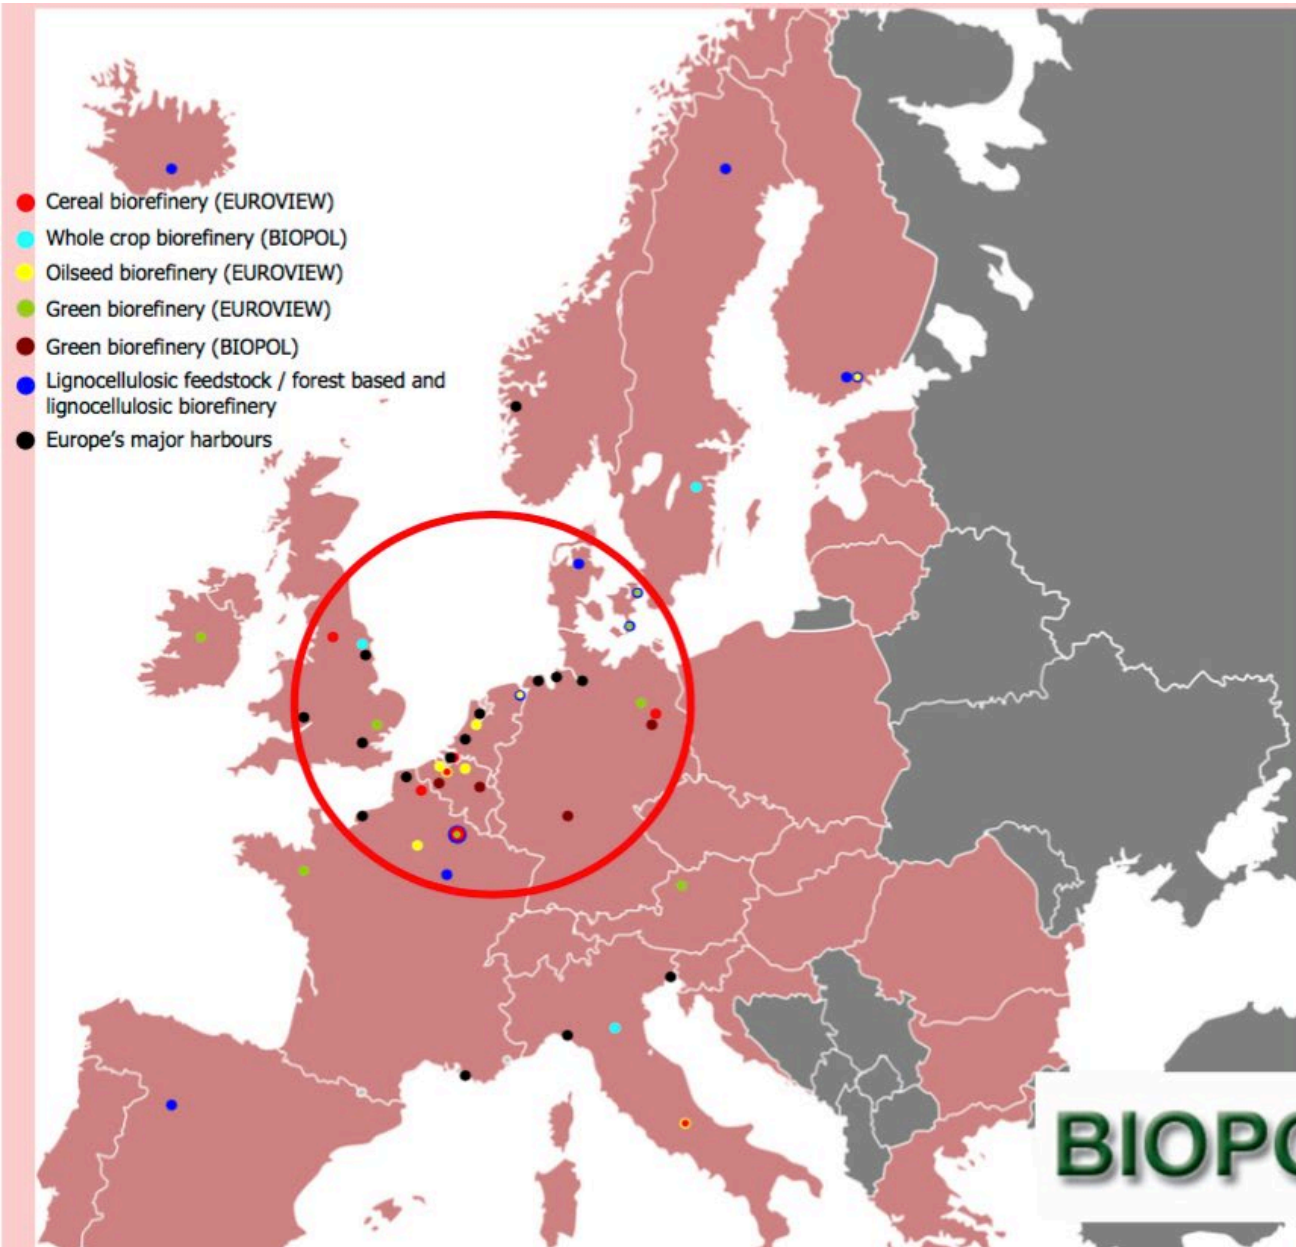 Cereal biorefinery (EUROVIEW)
Whole crop biorefinery (BIOPOL)
Oilseed biorefinery (EUROVIEW)
Green biorefinery (EUROVIEW)
Green biorefinery (BIOPOL)
Lignocellulosic feedstock / forest based and
lignocellulosic biorefinery
Europe's major harbours